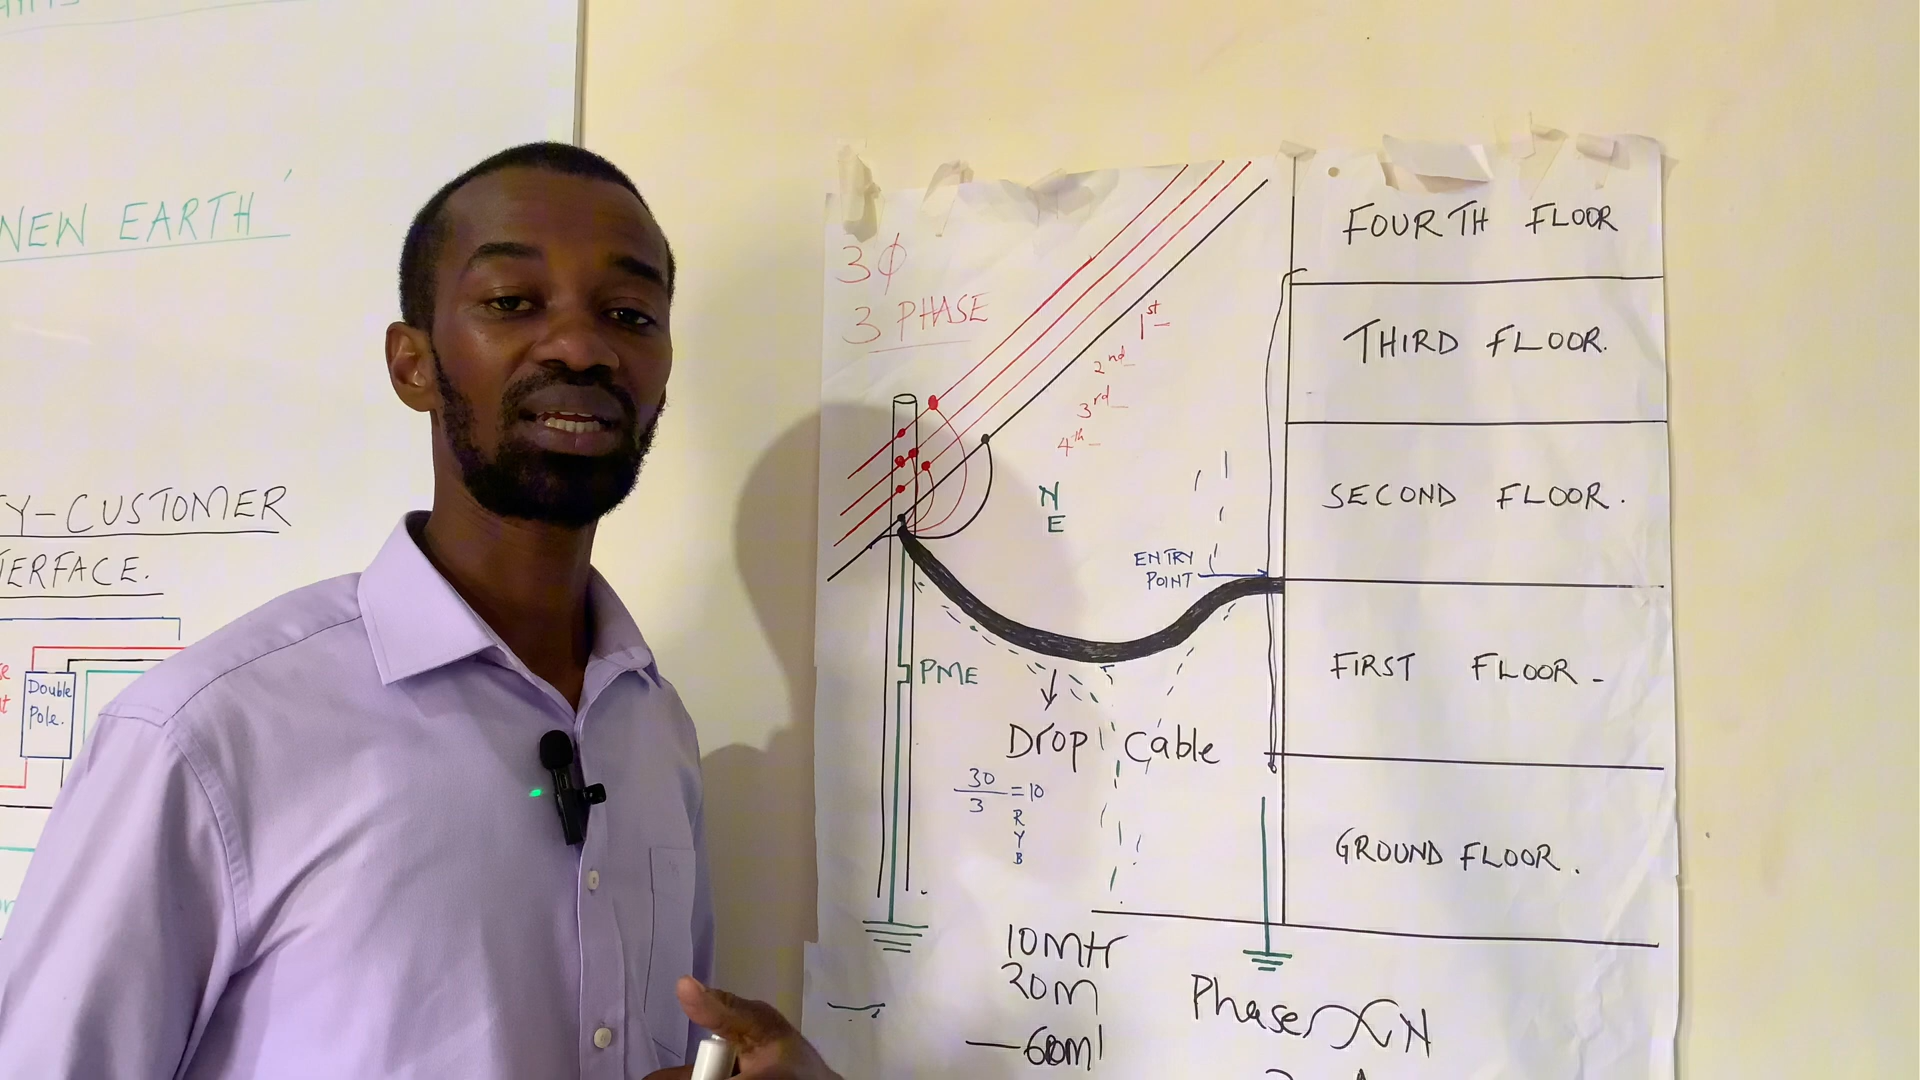 NEW EARTH
Y-CUSTOMER
ERFACE.
Double
Pole.
3Φ
3 PHASE
1st
2nd
3rd
4th
N
E
ENTRY
POINT
PME
Drop Cable
30/3 = 10
R
Y
B
10Mtr
20M
Phase N
FOURTH FLOOR
THIRD FLOOR.
SECOND FLOOR.
FIRST FLOOR-
GROUND FLOOR.